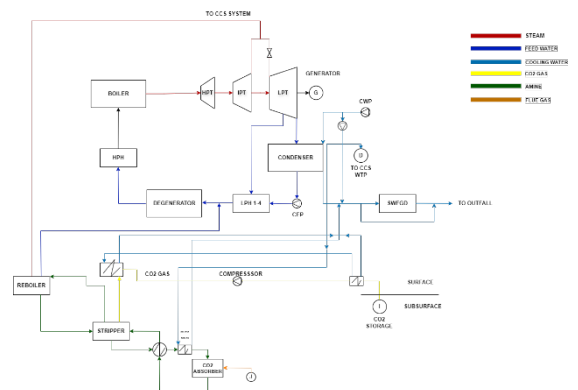 TO CCS SYSTEM
STEAM
FEED WATER
COOLING WATER
CO2 GAS
AMINE
FLUE GAS
GENERATOR
BOILER
HPT
IPT
LPT
G
CWP
CONDENSER
TO CCS
WTP
HPH
DEGENERATOR
LPH 1-4
CEP
SWFGD
TO OUTFALL
CO2 GAS
COMPRESSSOR
REBOILER
SURFACE
SUBSURFACE
CO2
STORAGE
STRIPPER
CO2
ABSORBER